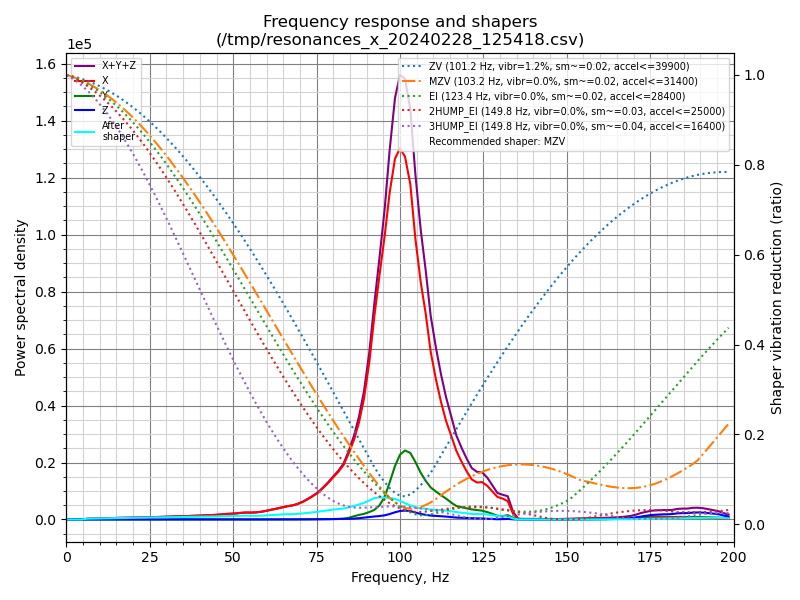 Frequency response and shapers
(/tmp/resonances_x_20240228_125418.csv)
1e5
X+Y+Z
X
Y
Z
After
shaper
ZV (101.2 Hz, vibr=1.2%, sm~=0.02, accel<=39900)
MZV (103.2 Hz, vibr=0.0%, sm~=0.02, accel<=31400)
EI (123.4 Hz, vibr=0.0%, sm~=0.02, accel<=28400)
2HUMP_EI (149.8 Hz, vibr=0.0%, sm~=0.03, accel<=25000)
3HUMP_EI (149.8 Hz, vibr=0.0%, sm~=0.04, accel<=16400)
Recommended shaper: MZV
Power spectral density
1.6
1.4
1.2
1.0
0.8
0.6
0.4
0.2
0.0
1.0
0.8
0.6
0.4
0.2
0.0
Shaper vibration reduction (ratio)
0 25 50 75 100 125 150 175 200
Frequency, Hz